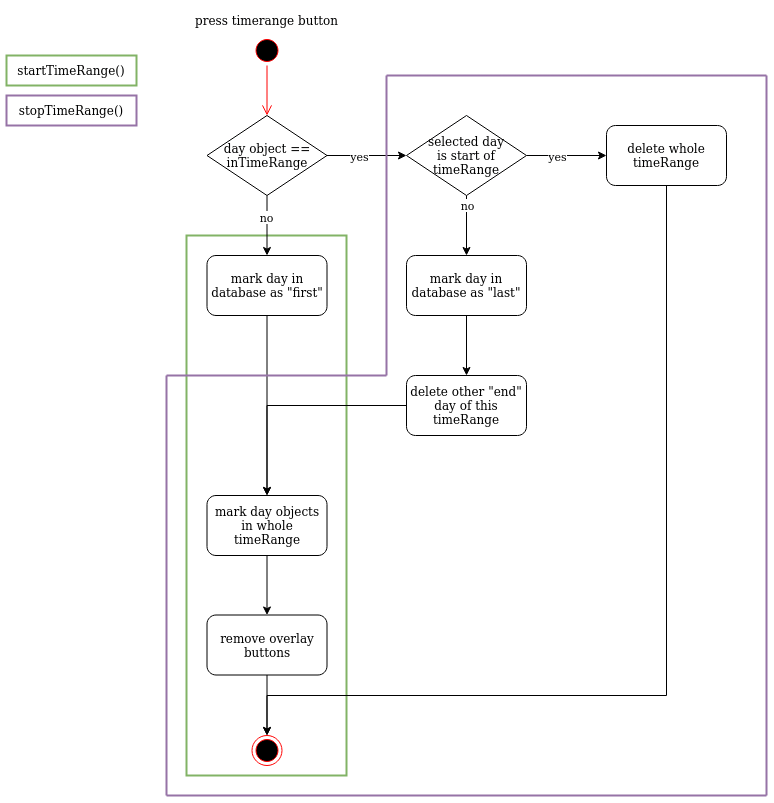 press timerange button
startTimeRange()
stopTimeRange()
day object ==
inTimeRange
yes
selected day
is start of
timeRange
yes
delete whole
timeRange
no
no
mark day in
database as "first"
mark day in
database as "last"
delete other "end"
day of this
timeRange
mark day objects
in whole
timeRange
remove overlay
buttons